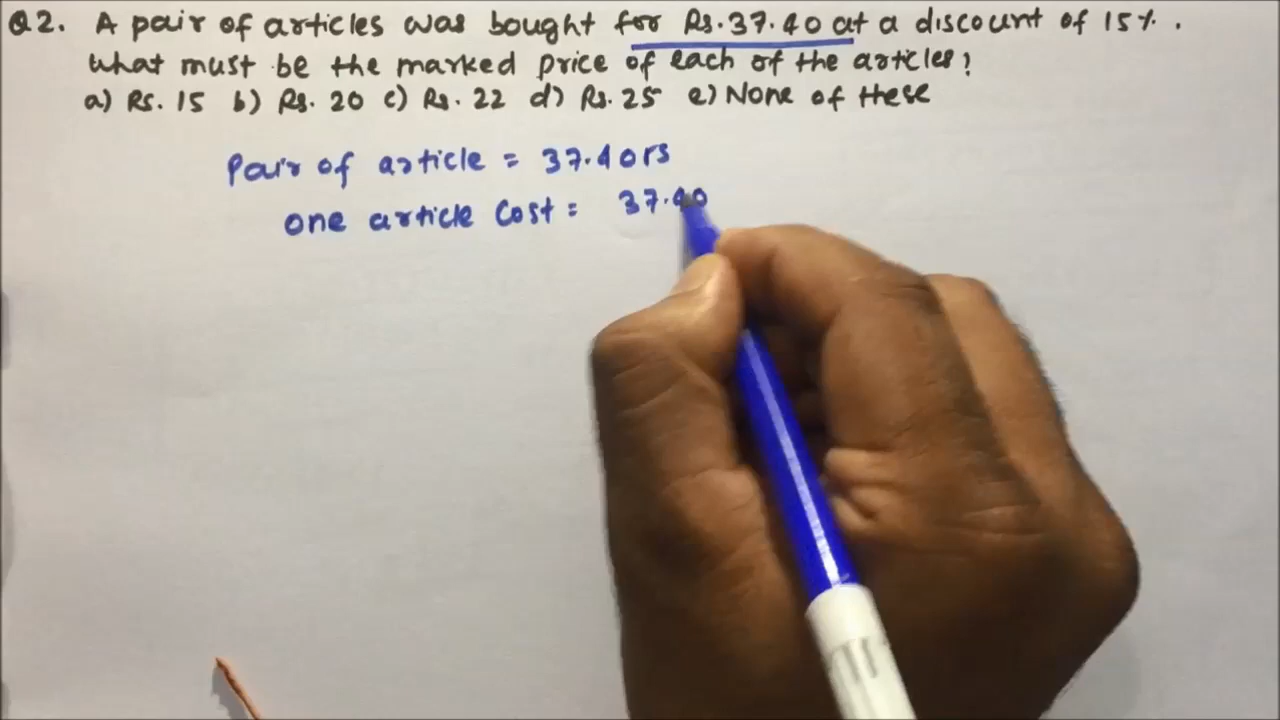 Q2. A pair of articles was bought for Rs.37.40 at a discount of 15%.
What must be the marked price of each of the articles?
a) Rs. 15 b) Rs. 20 c) Rs. 22 d) Rs. 25 e) None of these
Pair of article = 37.40rs
one article cost = 37.40